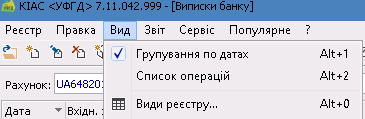 КІАС <УФГД> 7.11.042.999 - [Виписки банку]
Реєстр Правка Вид Звіт Сервіс Популярне ?
Групування по датах Alt+1
Список операцій Alt+2
Рахунок: UA648201
Види реєстру... Alt+0
Дата Вхідн.